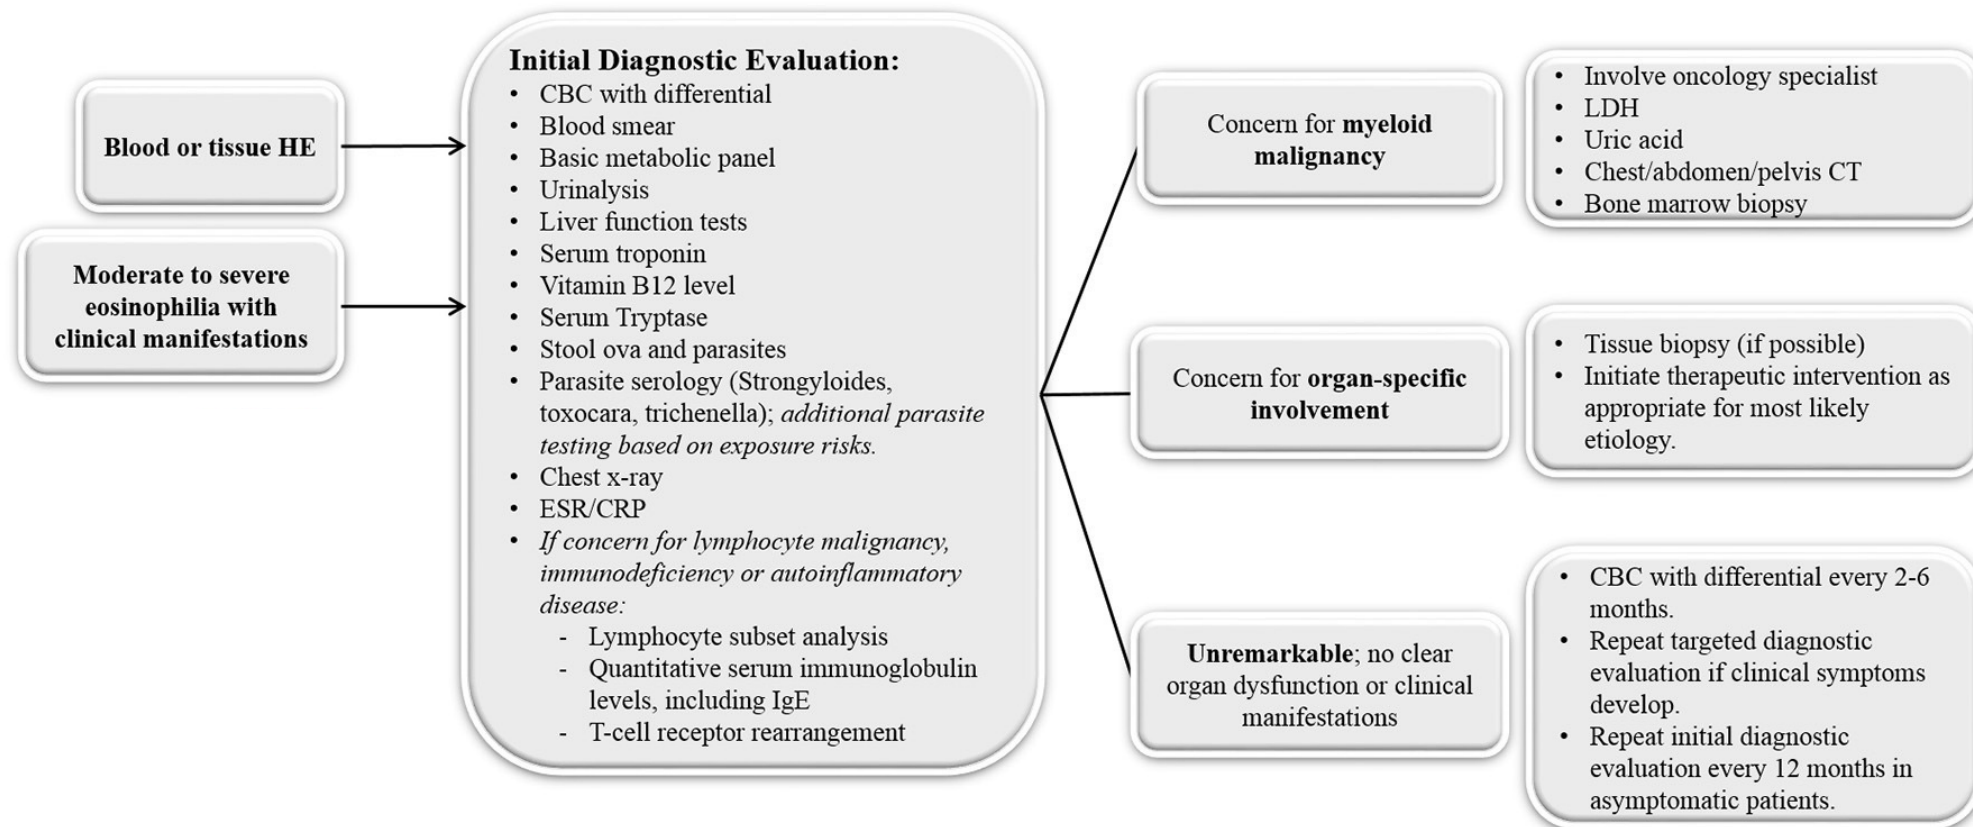 Blood or tissue HE
Moderate to severe
eosinophilia with
clinical manifestations
Initial Diagnostic Evaluation:
• CBC with differential
• Blood smear
• Basic metabolic panel
• Urinalysis
• Liver function tests
• Serum troponin
• Vitamin B12 level
• Serum Tryptase
• Stool ova and parasites
• Parasite serology (Strongyloides,
toxocara, trichenella); additional parasite
testing based on exposure risks.
• Chest x-ray
• ESR/CRP
• If concern for lymphocyte malignancy,
immunodeficiency or autoinflammatory
disease:
- Lymphocyte subset analysis
- Quantitative serum immunoglobulin
levels, including IgE
- T-cell receptor rearrangement
Concern for myeloid
malignancy
• Involve oncology specialist
• LDH
• Uric acid
• Chest/abdomen/pelvis CT
• Bone marrow biopsy
Concern for organ-specific
involvement
• Tissue biopsy (if possible)
• Initiate therapeutic intervention as
appropriate for most likely
etiology.
Unremarkable; no clear
organ dysfunction or clinical
manifestations
• CBC with differential every 2-6
months.
• Repeat targeted diagnostic
evaluation if clinical symptoms
develop.
• Repeat initial diagnostic
evaluation every 12 months in
asymptomatic patients.